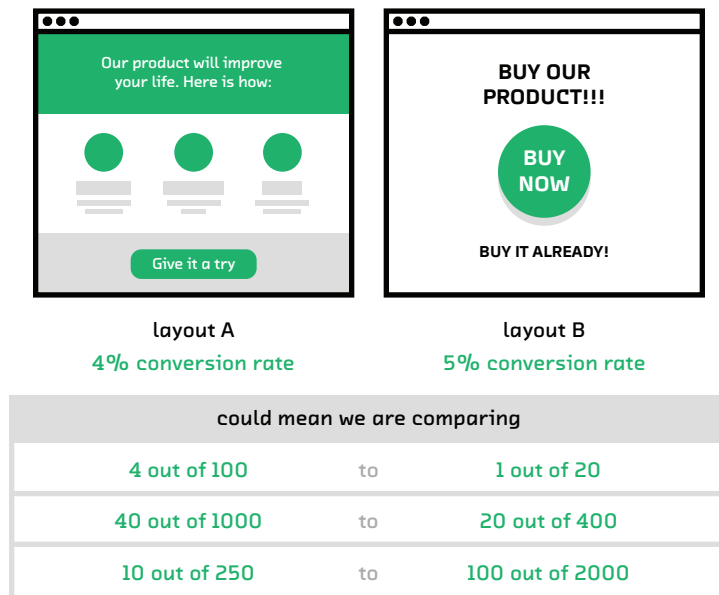 Our product will improve
your life. Here is how:
Give it a try
BUY OUR
PRODUCT!!!
BUY
NOW
BUY IT ALREADY!
layout A
4% conversion rate
layout B
5% conversion rate
could mean we are comparing
4 out of 100 to 1 out of 20
40 out of 1000 to 20 out of 400
10 out of 250 to 100 out of 2000